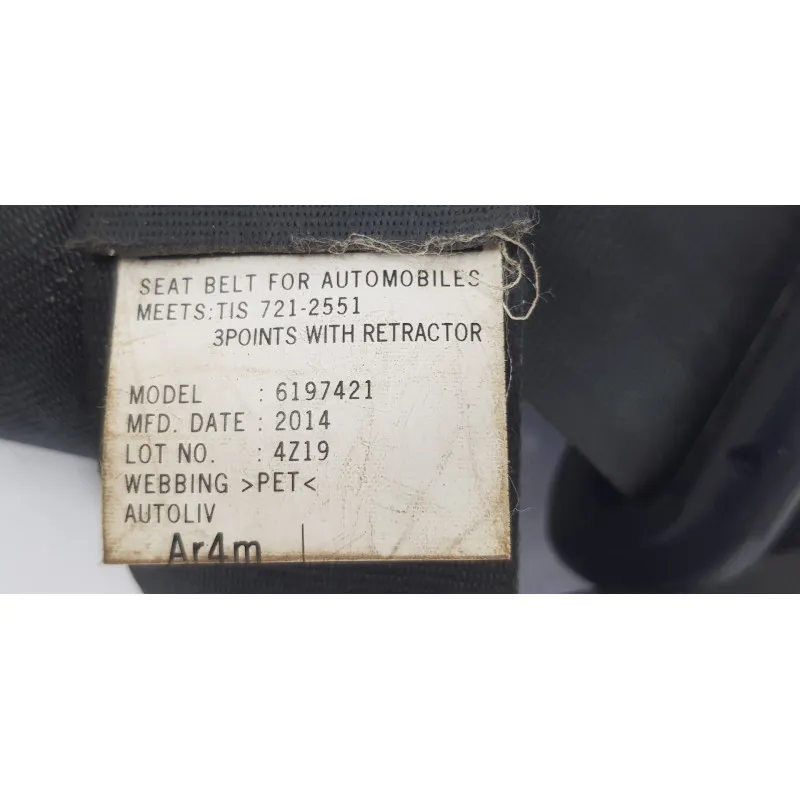 SEAT BELT FOR AUTOMOBILES
MEETS:TIS 721-2551
3POINTS WITH RETRACTOR
MODEL : 6197421
MFD. DATE : 2014
LOT NO. : 4Z19
WEBBING >PET<
AUTOLIV
Ar4m